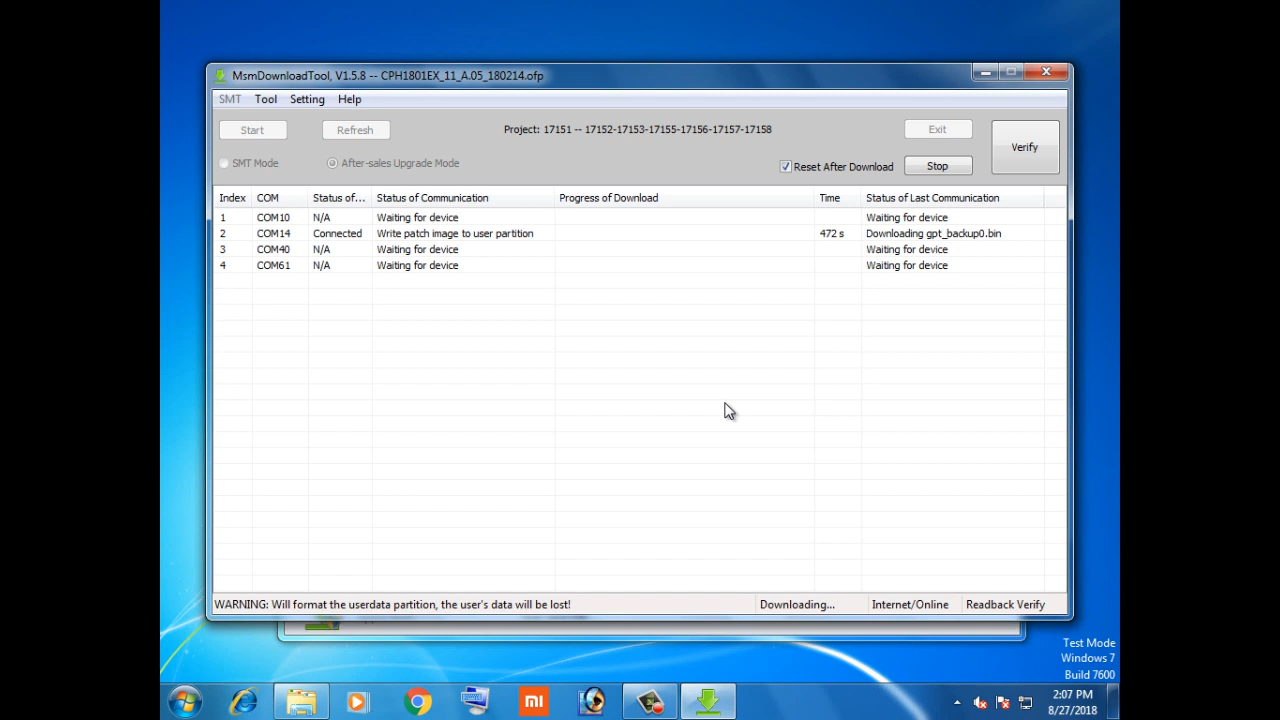 MsmDownloadTool, V1.5.8 -- CPH1801EX_11_A.05_180214.ofp
SMT Tool Setting Help
Start Refresh Project: 17151 -- 17152-17153-17155-17156-17157-17158 Exit Verify
SMT Mode After-sales Upgrade Mode Reset After Download Stop
Index COM Status of... Status of Communication Progress of Download Time Status of Last Communication
1 COM10 N/A Waiting for device Waiting for device
2 COM14 Connected Write patch image to user partition 472 s Downloading gpt_backup0.bin
3 COM40 N/A Waiting for device Waiting for device
4 COM61 N/A Waiting for device Waiting for device
WARNING: Will format the userdata partition, the user's data will be lost! Downloading... Internet/Online Readback Verify
Test Mode
Windows 7
Build 7600
mi
2:07 PM
8/27/2018